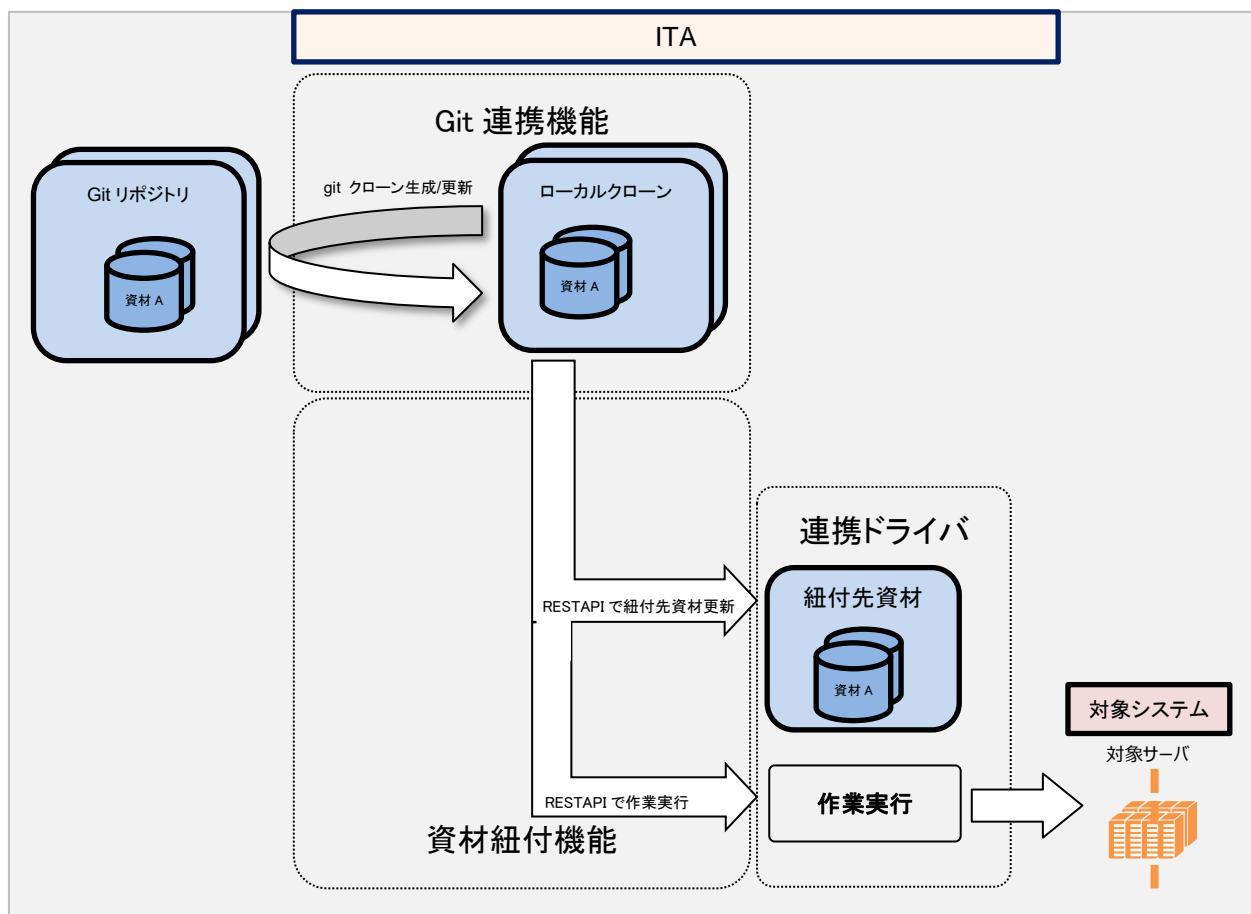 ITA
Git 連携機能
Git リポジトリ
資材 A
git クローン生成/更新
ローカルクローン
資材 A
連携ドライバ
RESTAPI で紐付先資材更新
紐付先資材
資材 A
対象システム
対象サーバ
RESTAPI で作業実行
作業実行
資材紐付機能